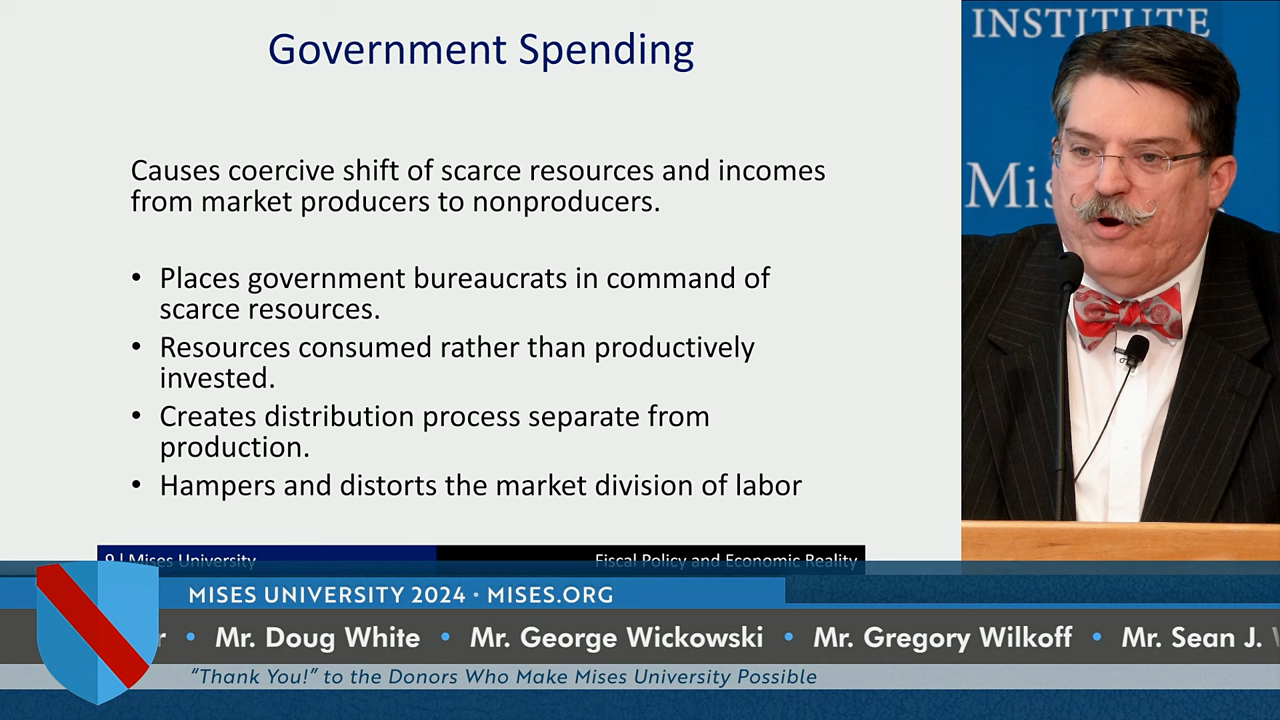 Government Spending
Causes coercive shift of scarce resources and incomes
from market producers to nonproducers.
• Places government bureaucrats in command of
scarce resources.
• Resources consumed rather than productively
invested.
• Creates distribution process separate from
production.
• Hampers and distorts the market division of labor
9 | Mises University
Fiscal Policy and Economic Reality
INSTITUTE
Mis
MISES UNIVERSITY 2024 • MISES.ORG
r • Mr. Doug White • Mr. George Wickowski • Mr. Gregory Wilkoff • Mr. Sean J.
“Thank You!” to the Donors Who Make Mises University Possible